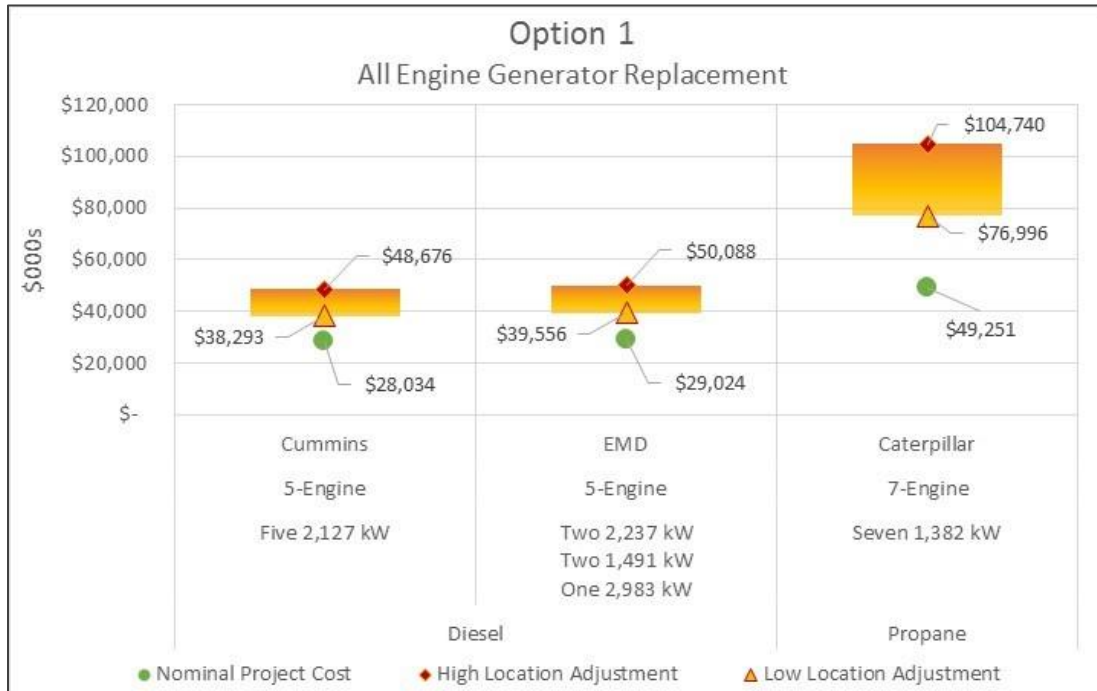 Option 1
All Engine Generator Replacement
$000s
$120,000
$100,000
$80,000
$60,000
$40,000
$20,000
$-
$48,676
$38,293
$28,034
$50,088
$39,556
$29,024
$104,740
$76,996
$49,251
Cummins
EMD
Caterpillar
5-Engine
5-Engine
7-Engine
Five 2,127 kW
Two 2,237 kW
Two 1,491 kW
One 2,983 kW
Seven 1,382 kW
Diesel
Propane
Nominal Project Cost
High Location Adjustment
Low Location Adjustment